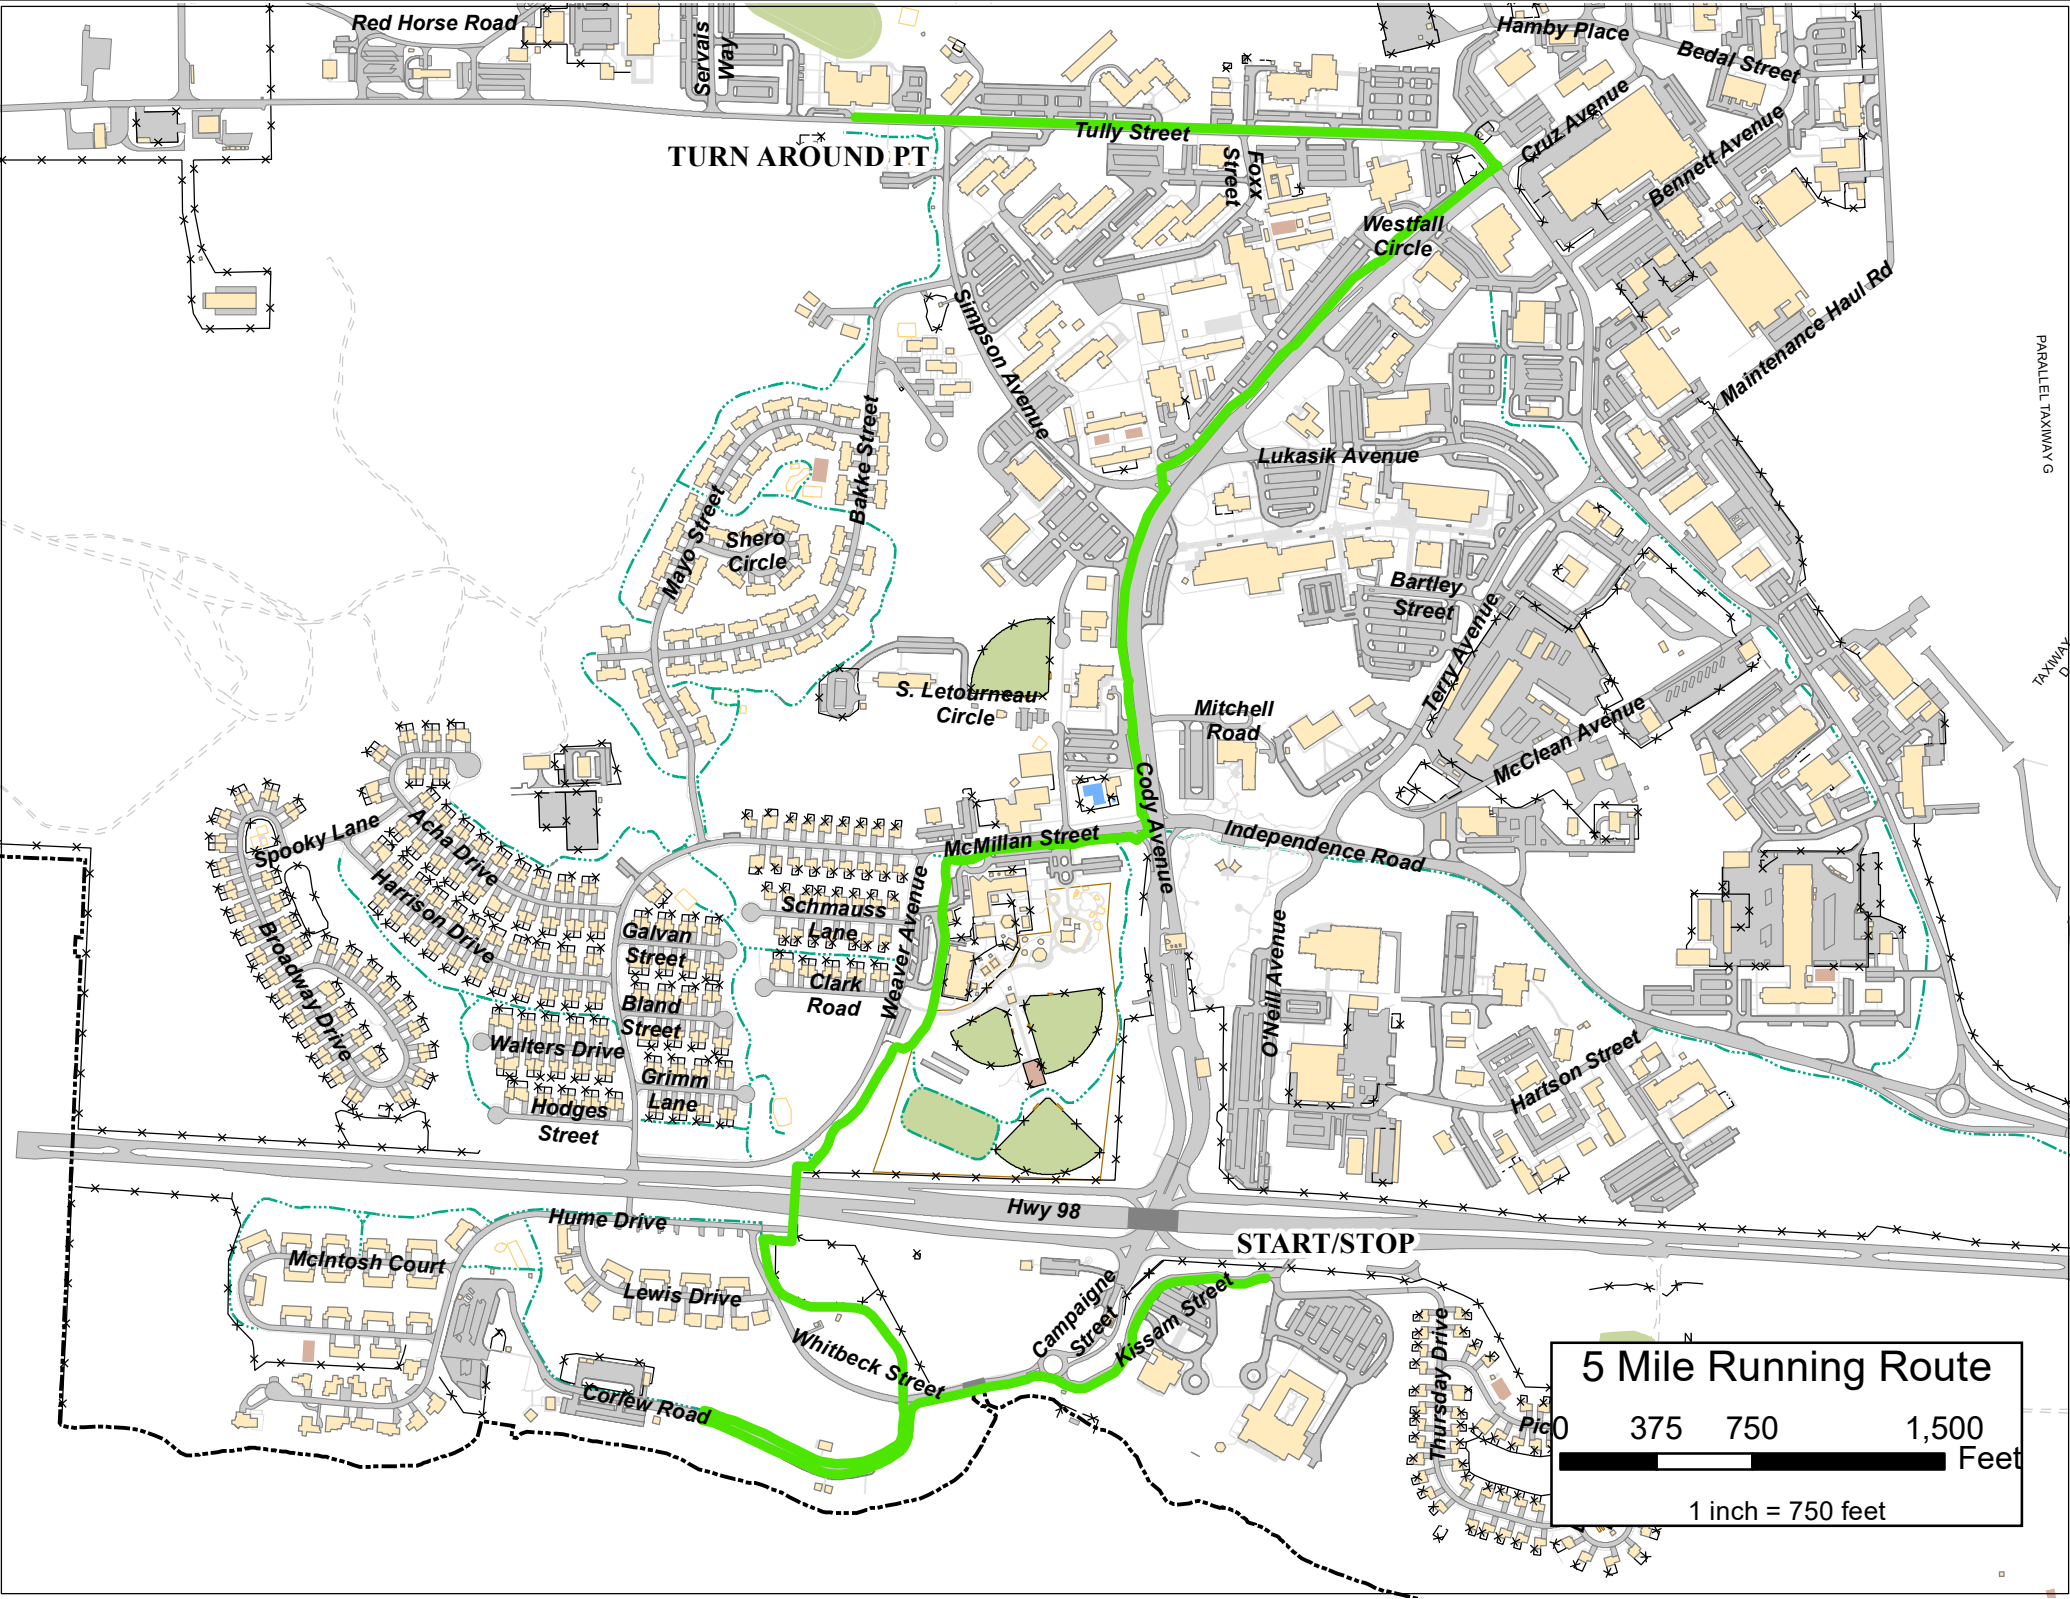 Red Horse Road
Servais
Way
Hamby Place
Bedal Street
Tully Street
TURN AROUND PT
Foxx
Street
Cruz Avenue
Bennett Avenue
Westfall
Circle
Maintenance Haul Rd
PARALLEL TAXIWAY G
Simpson Avenue
Bakke Street
Lukasik Avenue
Mayo Street
Shero
Circle
Bartley
Street
Terry Avenue
TAXIWAY
D
S. Letourneau
Circle
Mitchell
Road
McClean Avenue
Cody Avenue
Spooky Lane
Acha Drive
McMillan Street
Independence Road
Harrison Drive
Schmauss
Lane
Weaver Avenue
Galvan
Street
Broadway Drive
Clark
Road
O'Neill Avenue
Bland
Street
Walters Drive
Grimm
Lane
Hodges
Street
Hartson Street
Hume Drive
Hwy 98
START/STOP
McIntosh Court
Lewis Drive
Campaigne
Street
Kissam Street
Whitbeck Street
Corlew Road
Thursday Drive
Pic
N
5 Mile Running Route
0 375 750 1,500
Feet
1 inch = 750 feet